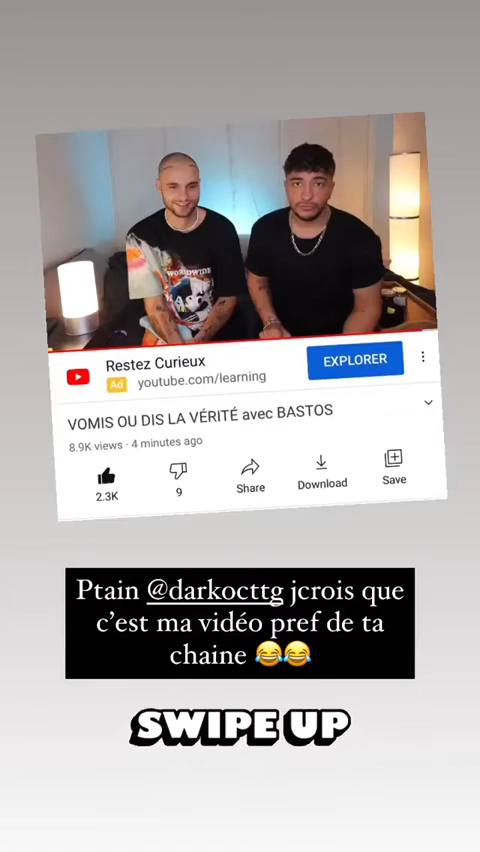 WORLDWIDE
Restez Curieux
EXPLORER
Ad youtube.com/learning
VOMIS OU DIS LA VÉRITÉ avec BASTOS
8.9K views · 4 minutes ago
2.3K
9
Share
Download
Save
Ptain @darkocttg jcrois que
c’est ma vidéo pref de ta
chaine 😂😂
SWIPE UP